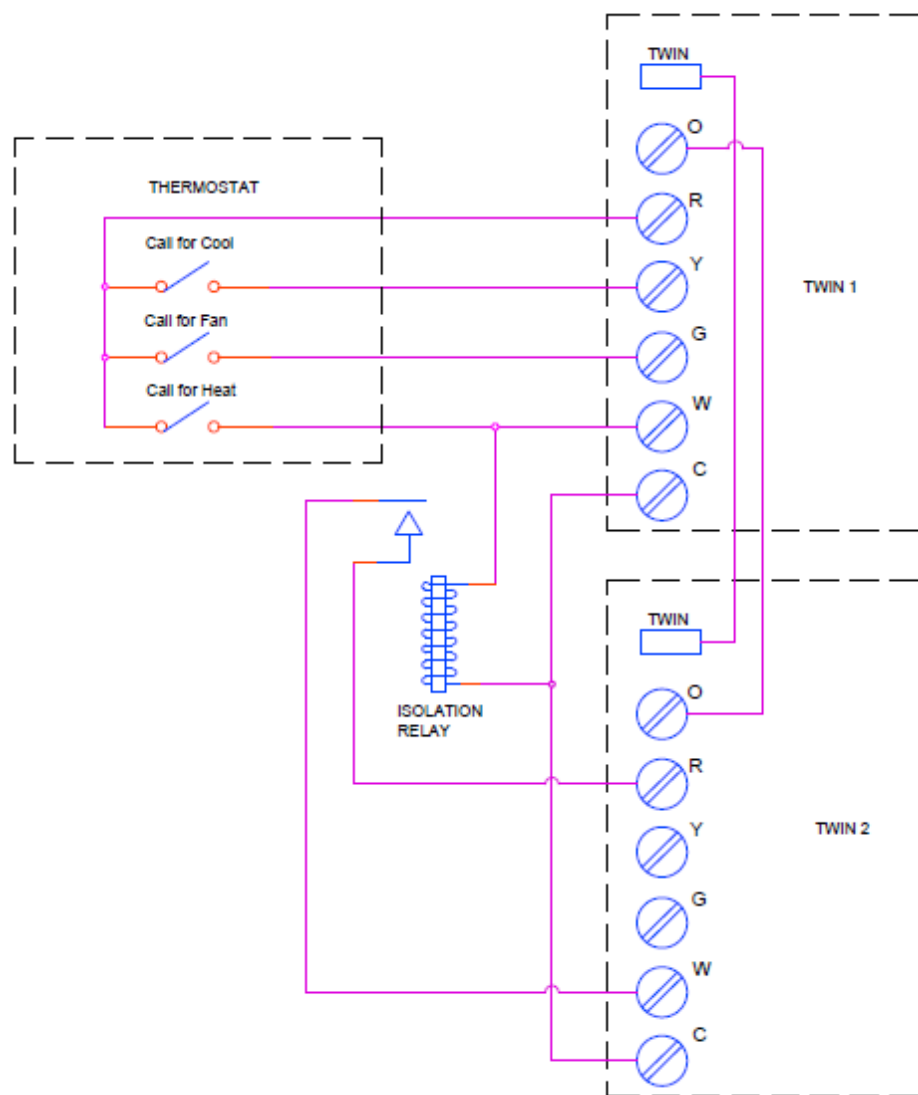 TWIN
O
THERMOSTAT
R
Call for Cool
Y
TWIN 1
Call for Fan
G
Call for Heat
W
C
TWIN
O
ISOLATION
RELAY
R
Y
TWIN 2
G
W
C